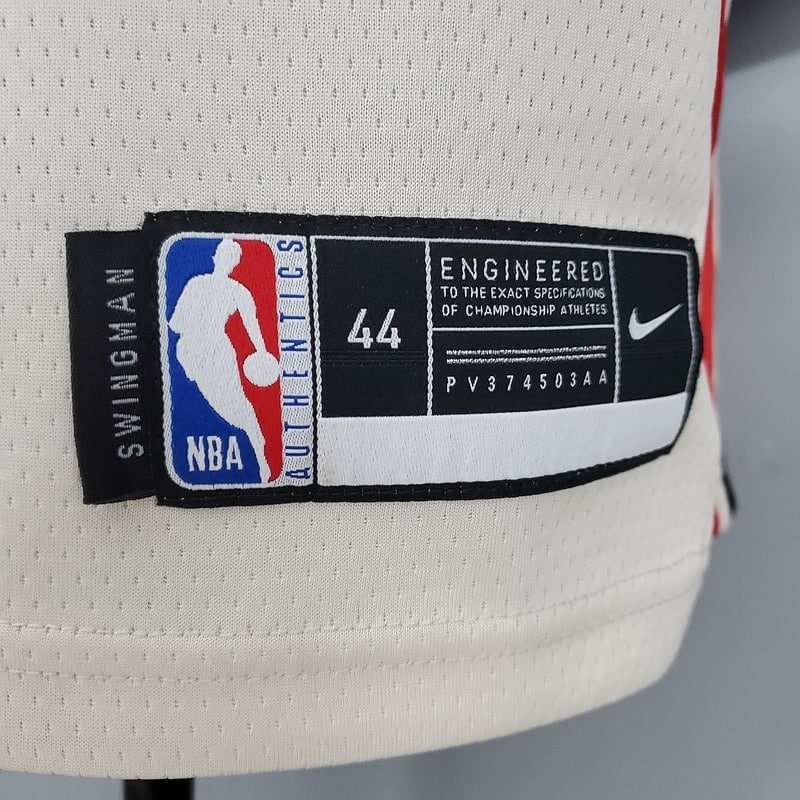 SWINGMAN
NBA
AUTHENTICS
44
ENGINEERED
TO THE EXACT SPECIFICATIONS
OF CHAMPIONSHIP ATHLETES
PV374503AA